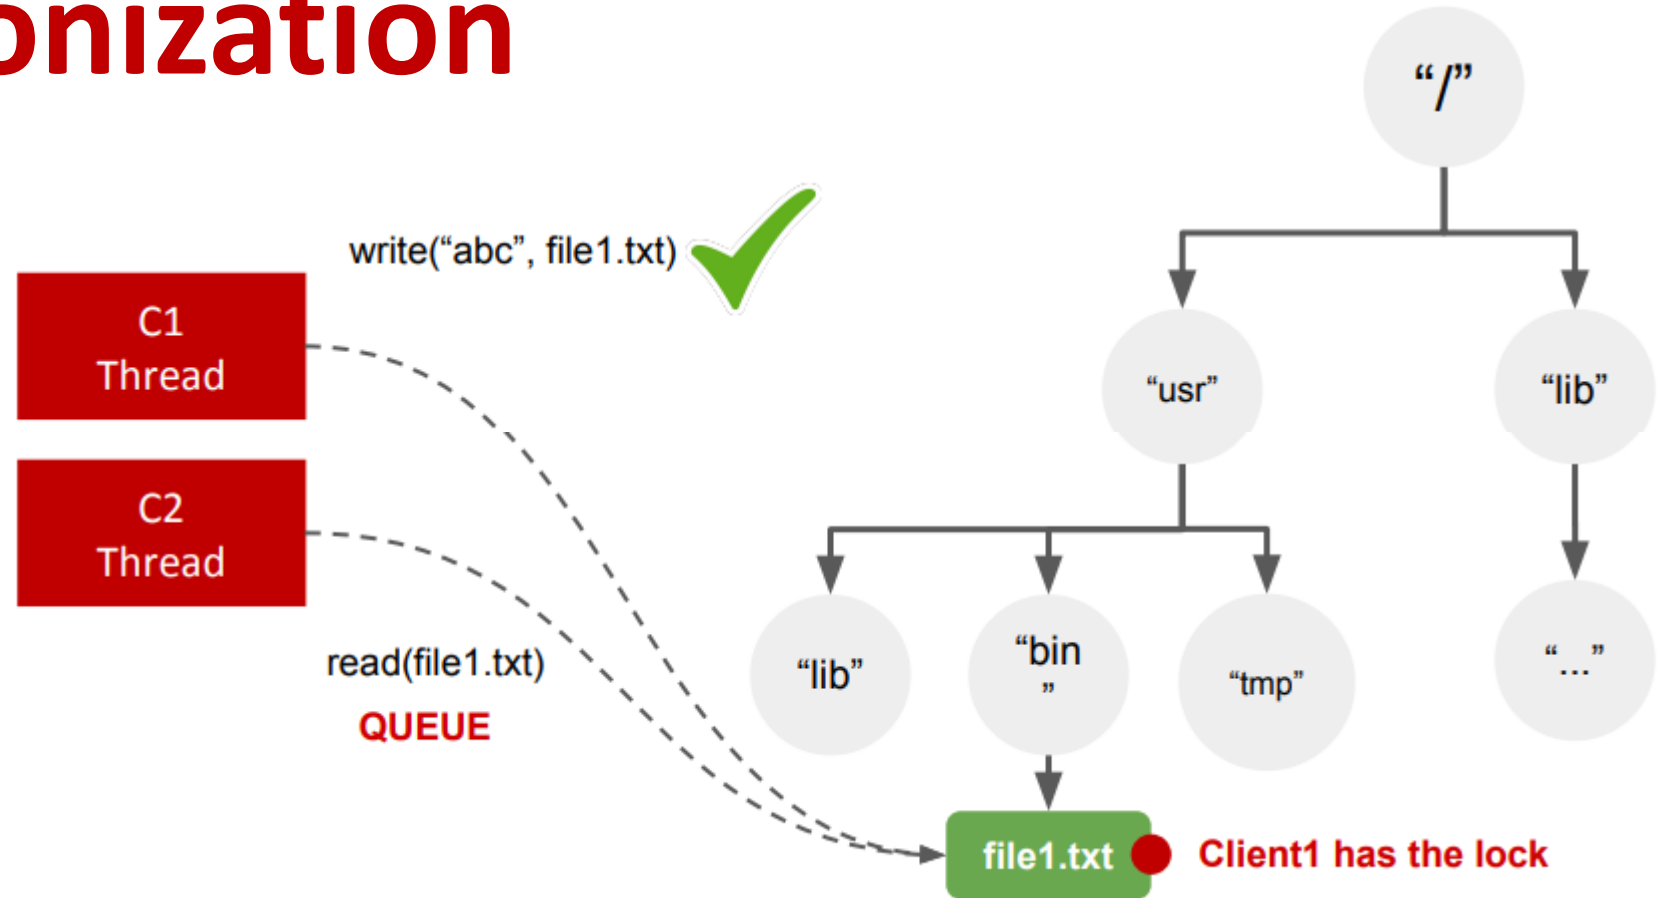 onization
“/”
write(“abc”, file1.txt)
C1
Thread
“usr”
“lib”
C2
Thread
read(file1.txt)
QUEUE
“lib”
“bin
”
“tmp”
“...”
file1.txt
Client1 has the lock